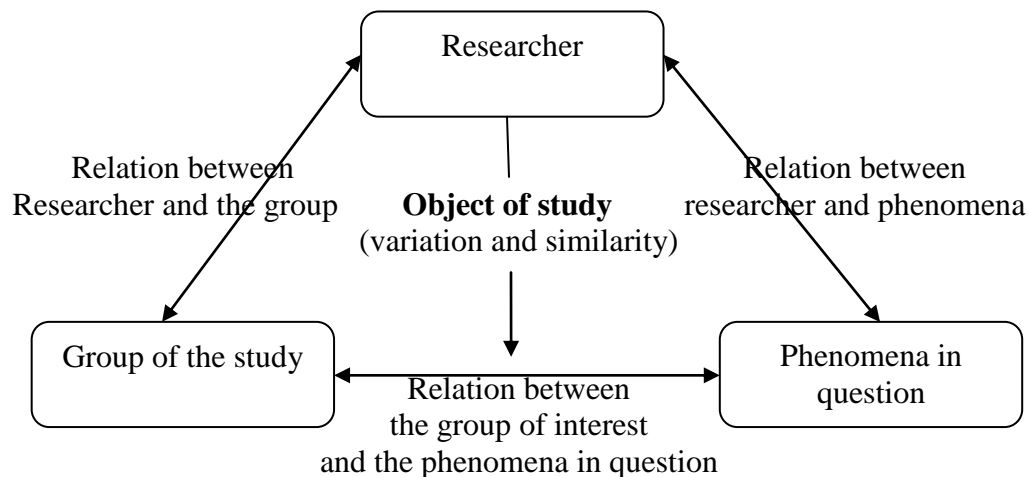 Researcher
Relation between
Researcher and the group
Object of study
(variation and similarity)
Relation between
researcher and phenomena
Group of the study
Phenomena in
question
Relation between
the group of interest
and the phenomena in question